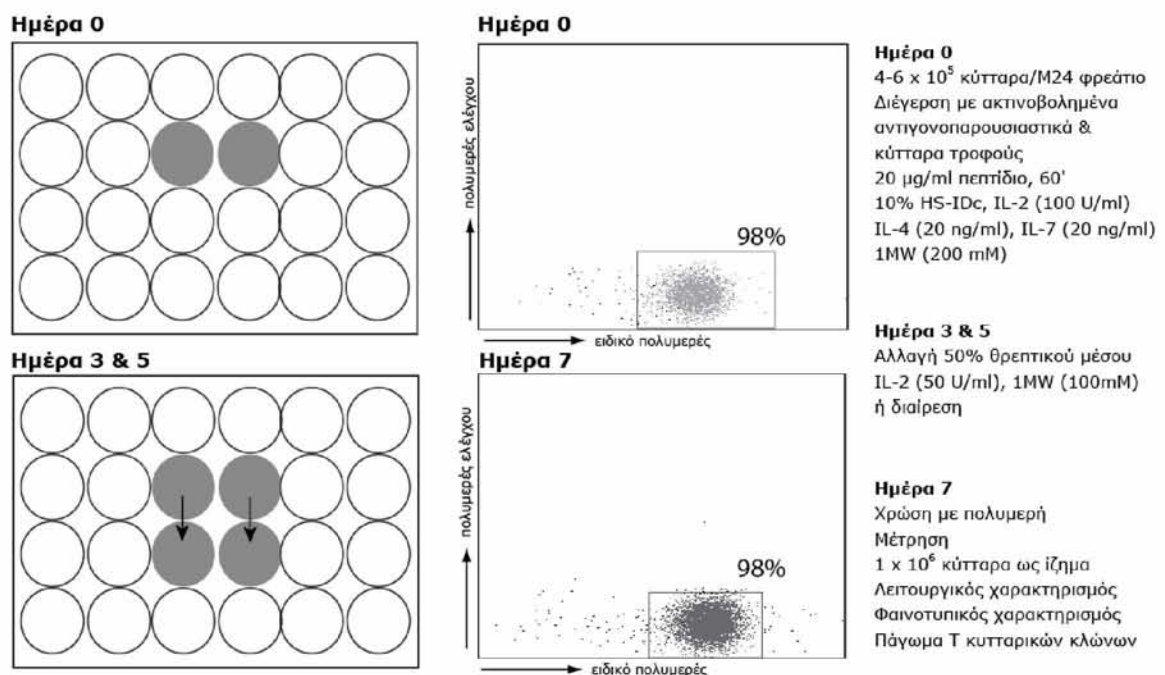 Ημέρα 0
Ημέρα 3 & 5
Ημέρα 0
πολυμερές ελέγχου
98%
ειδικό πολυμερές
Ημέρα 7
πολυμερές ελέγχου
98%
ειδικό πολυμερές
Ημέρα 0
4-6 x 10⁵ κύτταρα/M24 φρεάτιο
Διέγερση με ακτινοβολημένα
αντιγονοπαρουσιαστικά &
κύτταρα τροφούς
20 μg/ml πεπτίδιο, 60'
10% HS-IDc, IL-2 (100 U/ml)
IL-4 (20 ng/ml), IL-7 (20 ng/ml)
1MW (200 mM)
Ημέρα 3 & 5
Αλλαγή 50% θρεπτικού μέσου
IL-2 (50 U/ml), 1MW (100mM)
ή διαίρεση
Ημέρα 7
Χρώση με πολυμερή
Μέτρηση
1 x 10⁶ κύτταρα ως ίζημα
Λειτουργικός χαρακτηρισμός
Φαινοτυπικός χαρακτηρισμός
Πάγωμα Τ κυτταρικών κλώνων